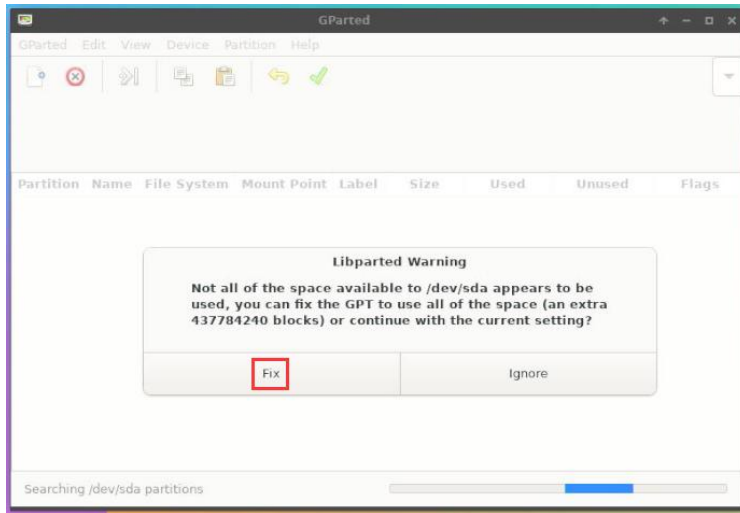 GParted
GParted Edit View Device Partition Help
Partition Name File System Mount Point Label Size Used Unused Flags
Libparted Warning
Not all of the space available to /dev/sda appears to be
used, you can fix the GPT to use all of the space (an extra
437784240 blocks) or continue with the current setting?
Fix Ignore
Searching /dev/sda partitions